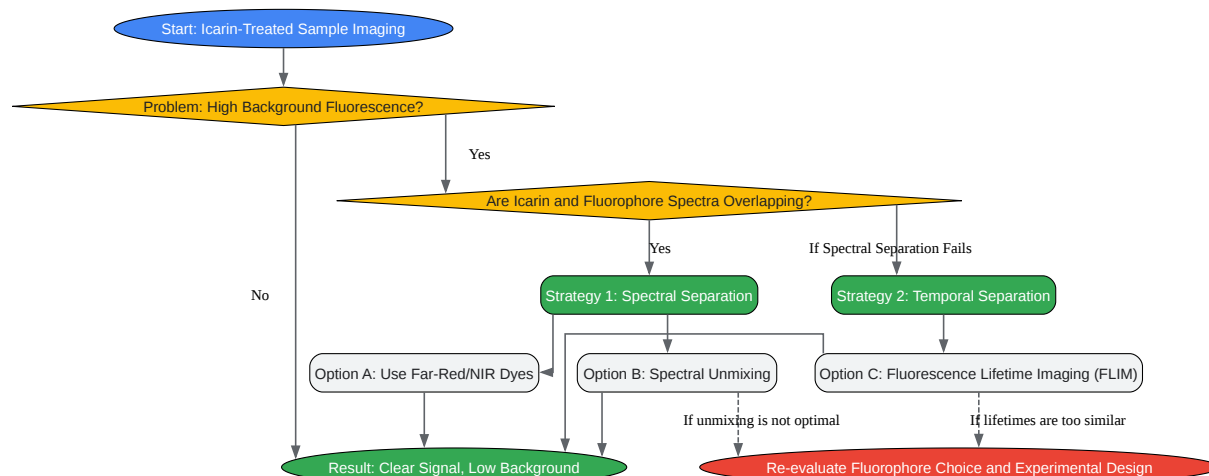 Start: Icarin-Treated Sample Imaging
Problem: High Background Fluorescence?
Yes
Are Icarin and Fluorophore Spectra Overlapping?
Yes
If Spectral Separation Fails
No
Strategy 1: Spectral Separation
Strategy 2: Temporal Separation
Option A: Use Far-Red/NIR Dyes
Option B: Spectral Unmixing
Option C: Fluorescence Lifetime Imaging (FLIM)
If unmixing is not optimal
If lifetimes are too similar
Result: Clear Signal, Low Background
Re-evaluate Fluorophore Choice and Experimental Design